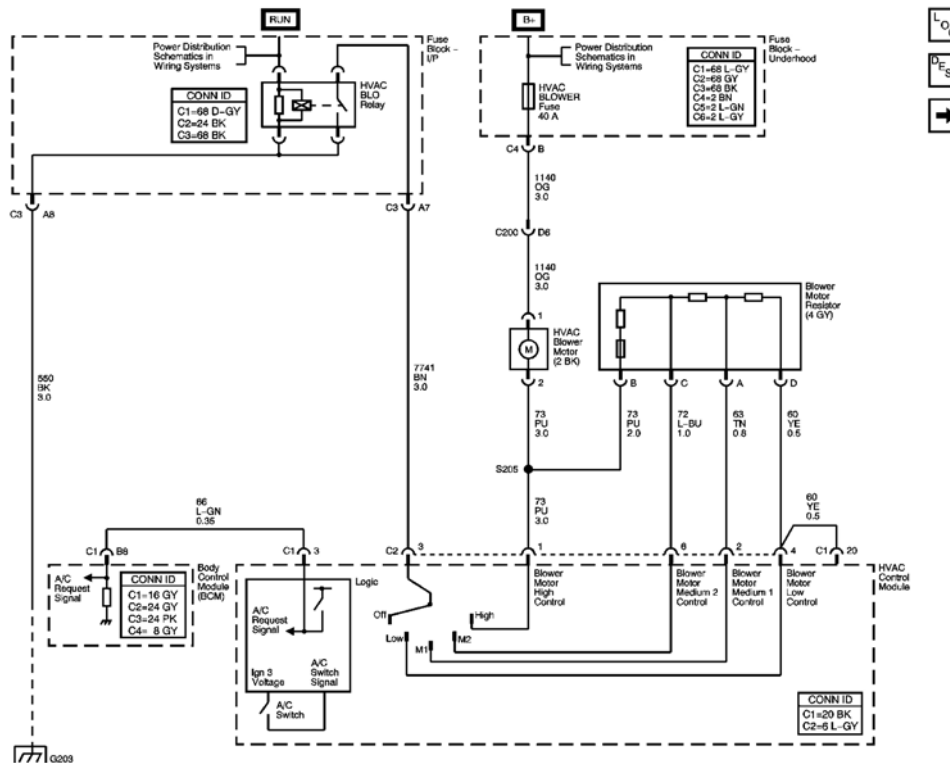 RUN
B+
Power Distribution
Schematics in
Wiring Systems
Fuse
Block –
I/P
HVAC
BLO
Relay
CONN ID
C1=68 D-GY
C2=24 BK
C3=68 BK
Power Distribution
Schematics in
Wiring Systems
Fuse
Block –
Underhood
HVAC
BLOWER
Fuse
40 A
CONN ID
C1=68 L-GY
C2=68 GY
C3=68 BK
C4=2 BN
C5=2 L-GN
C6=2 L-GY
C4 B
1140
OG
3.0
C3 A8
C3 A7
C200 D6
1140
OG
3.0
1
HVAC
Blower
Motor
(2 BK)
M
2
Blower
Motor
Resistor
(4 GY)
B C A D
550
BK
3.0
7741
BN
3.0
73
PU
3.0
73
PU
2.0
72
L-BU
1.0
63
TN
0.8
60
YE
0.5
S205
73
PU
3.0
60
YE
0.5
66
L-GN
0.35
C1 B8
C1 3
C2 3
1
6
2
4
C1 20
Body
Control
Module
(BCM)
A/C
Request
Signal
CONN ID
C1=16 GY
C2=24 GY
C3=24 PK
C4= 8 GY
Logic
A/C
Request
Signal
Ign 3
Voltage
A/C
Switch
Signal
A/C
Switch
Off
Low
M1
M2
High
Blower
Motor
High
Control
Blower
Motor
Medium 2
Control
Blower
Motor
Medium 1
Control
Blower
Motor
Low
Control
HVAC
Control
Module
CONN ID
C1=20 BK
C2=6 L-GY
G203